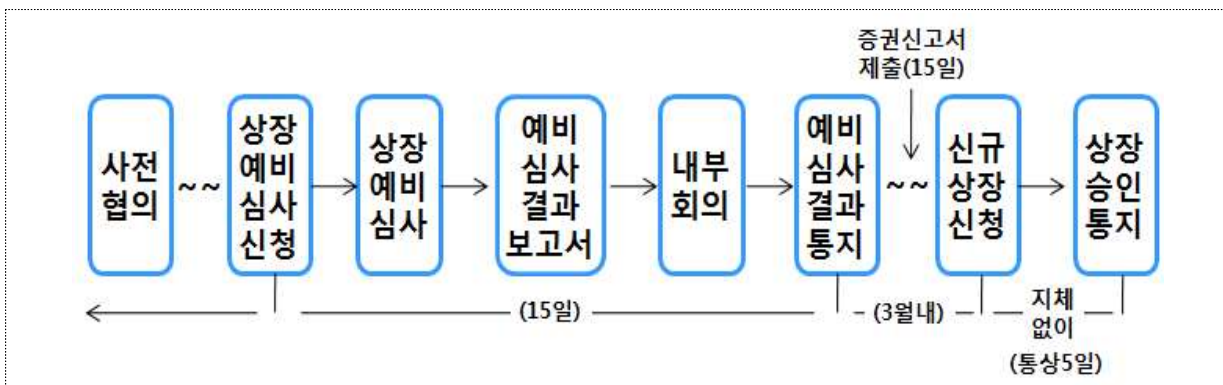 증권신고서
제출(15일)
사전
협의
~ ~
상장
예비
심사
신청
상장
예비
심사
예비
심사
결과
보고서
내부
회의
예비
심사
결과
통지
~ ~
신규
상장
신청
상장
승인
통지
(15일)
(3월내)
지체
없이
(통상5일)